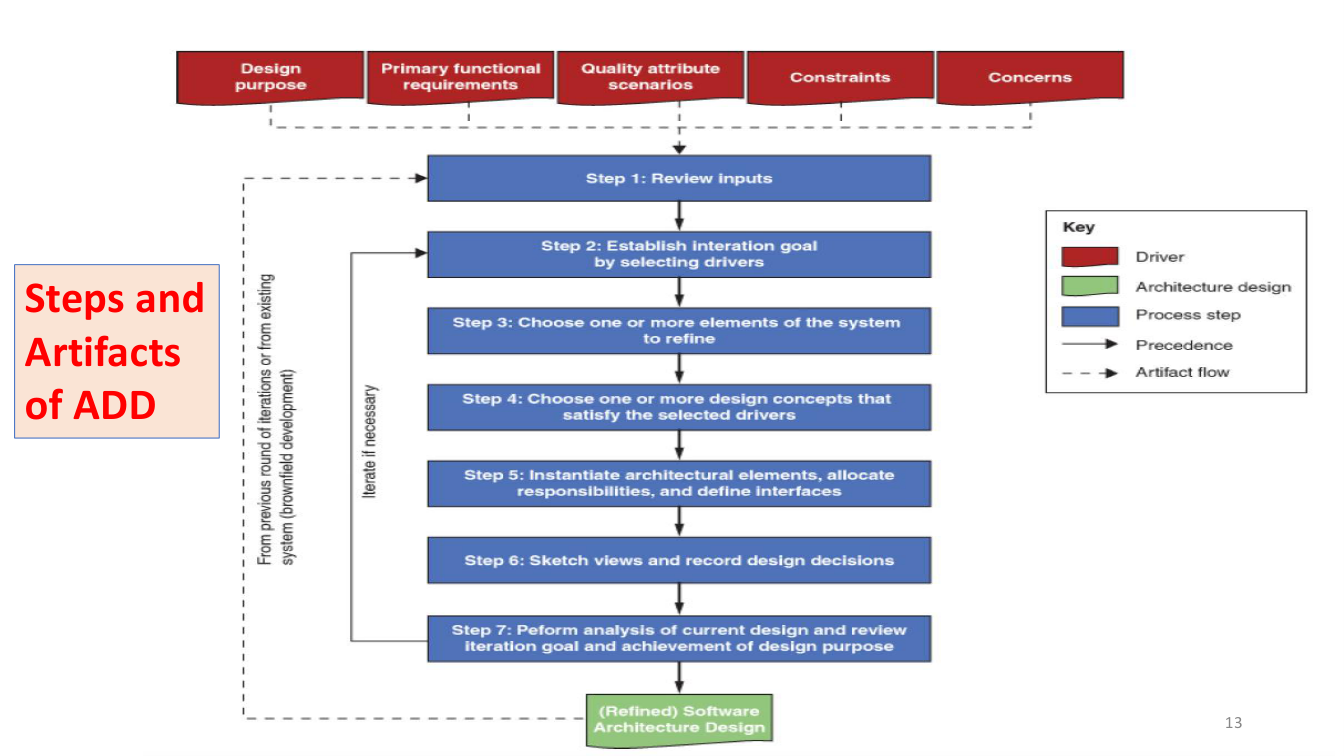 Design
purpose
Primary functional
requirements
Quality attribute
scenarios
Constraints
Concerns
Step 1: Review inputs
Step 2: Establish interation goal
by selecting drivers
Step 3: Choose one or more elements of the system
to refine
Step 4: Choose one or more design concepts that
satisfy the selected drivers
Step 5: Instantiate architectural elements, allocate
responsibilities, and define interfaces
Step 6: Sketch views and record design decisions
Step 7: Peform analysis of current design and review
iteration goal and achievement of design purpose
(Refined) Software
Architecture Design
From previous round of iterations or from existing
system (brownfield development)
Iterate if necessary
Steps and
Artifacts
of ADD
Key
Driver
Architecture design
Process step
Precedence
Artifact flow
13